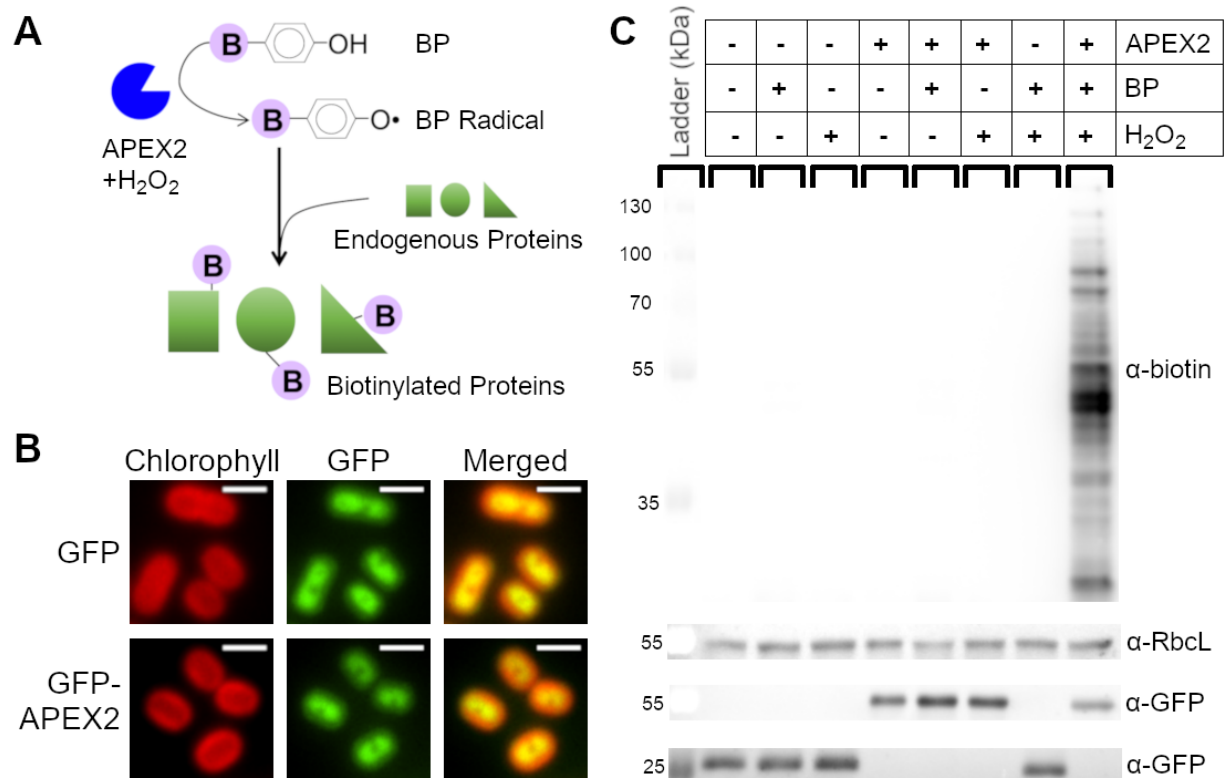 A
B
OH
BP
B
O•
BP Radical
APEX2
+H₂O₂
Endogenous Proteins
B
B
B
Biotinylated Proteins
B
Chlorophyll
GFP
Merged
GFP
GFP-
APEX2
C
Ladder (kDa)
- - - + + + - + APEX2
- + - - + - + + BP
- - + - - + + + H₂O₂
130
100
70
55
35
α-biotin
55
α-RbcL
55
α-GFP
25
α-GFP